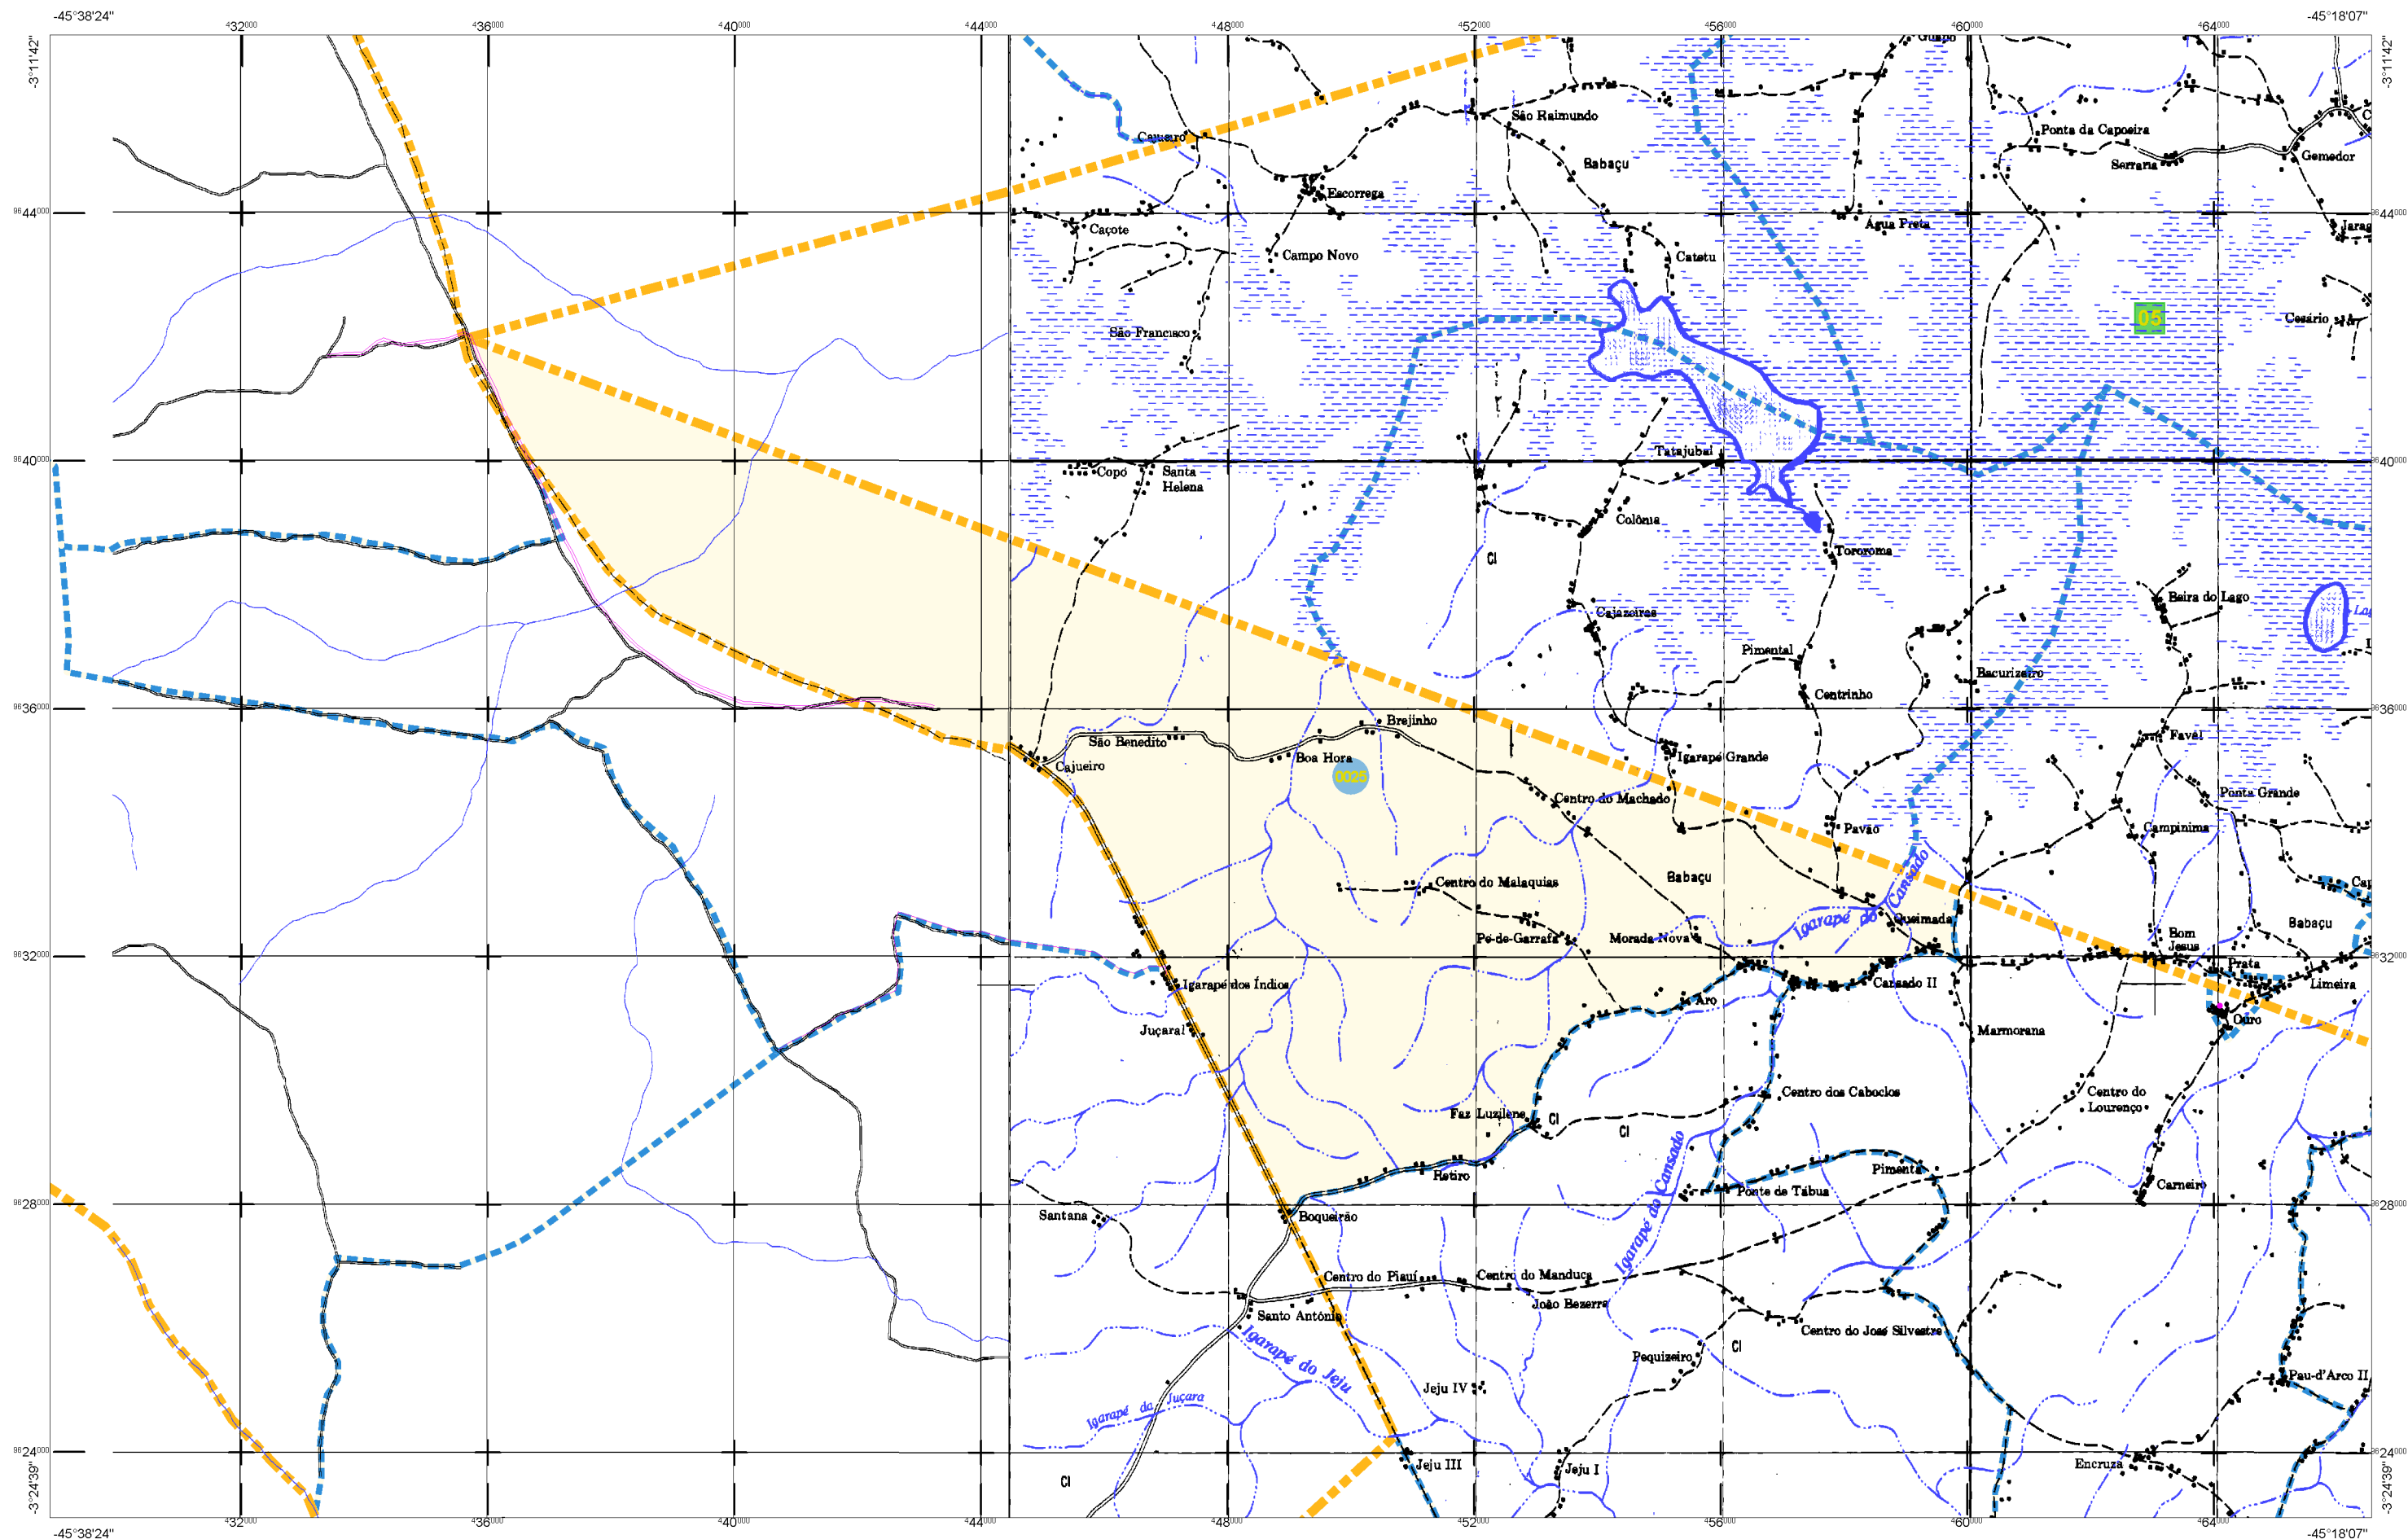 -45°38'24"
432000
436000
440000
444000
448000
452000
456000
460000
464000
-45°18'07"
-3°11'42"
-3°11'42"
São Raimundo
Cajueiro
Ponta da Capoeira
Serraria
Gemedor
Babaçu
Escorrega
9644000
9644000
Caçote
Água Preta
Campo Novo
Catetu
São Francisco
05
Cesário
Tatajubal
9640000
9640000
Copo
Santa
Helena
Colônia
CI
Tororoma
Cajazeiras
Beira do Lago
Pimental
Bacurizeiro
Centrinho
9636000
9636000
Brejinho
São Benedito
Faval
Cajueiro
Boa Hora
Igarapé Grande
0025
Centro do Machado
Ponta Grande
Pavão
Campinima
Centro do Malaquias
Babaçu
Igarapé do Cansado
Queimada
Babaçu
Pé-de-Garrafa
Morada Nova
Bom
Jesus
9632000
9632000
Prata
Igarapé dos Índios
Cansado II
Limeira
Aro
Juçaral
Ouro
Marmorana
Centro dos Caboclos
Centro do
Lourenço
Faz Luzilene
CI
CI
Igarapé do Cansado
Retiro
Pimenta
Ponte de Tábua
Carneiro
9628000
9628000
Santana
Boqueirão
Centro do Piauí
Centro do Manduca
João Bezerra
Santo Antônio
Centro do José Silvestre
Igarapé do Jeju
Pequizeiro
CI
Jeju IV
Pau-d'Arco II
Igarapé da Juçara
9624000
9624000
Jeju III
Jeju I
Encruza
CI
-3°24'39"
-3°24'39"
-45°38'24"
432000
436000
440000
444000
448000
452000
456000
460000
464000
-45°18'07"